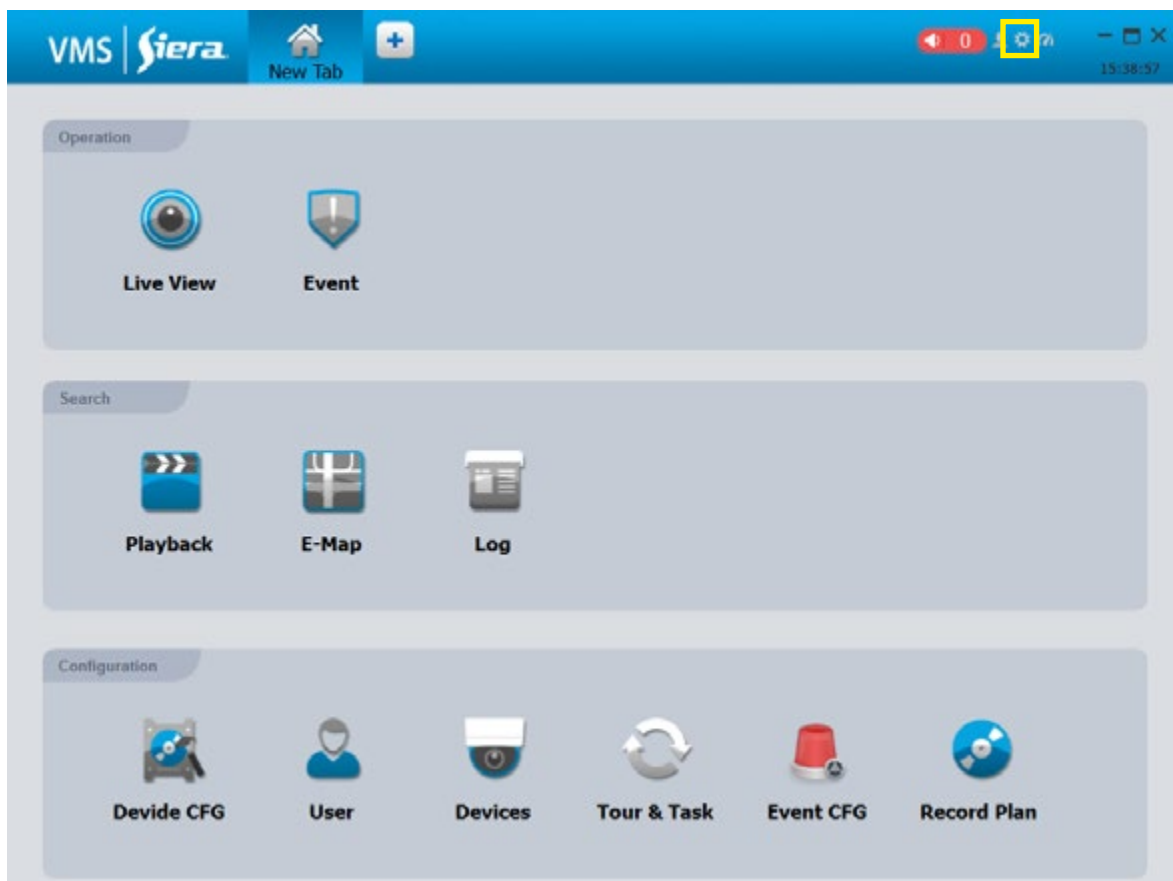 VMS | Siera
New Tab
0
15:38:57
Operation
Live View
Event
Search
Playback
E-Map
Log
Configuration
Devide CFG
User
Devices
Tour & Task
Event CFG
Record Plan